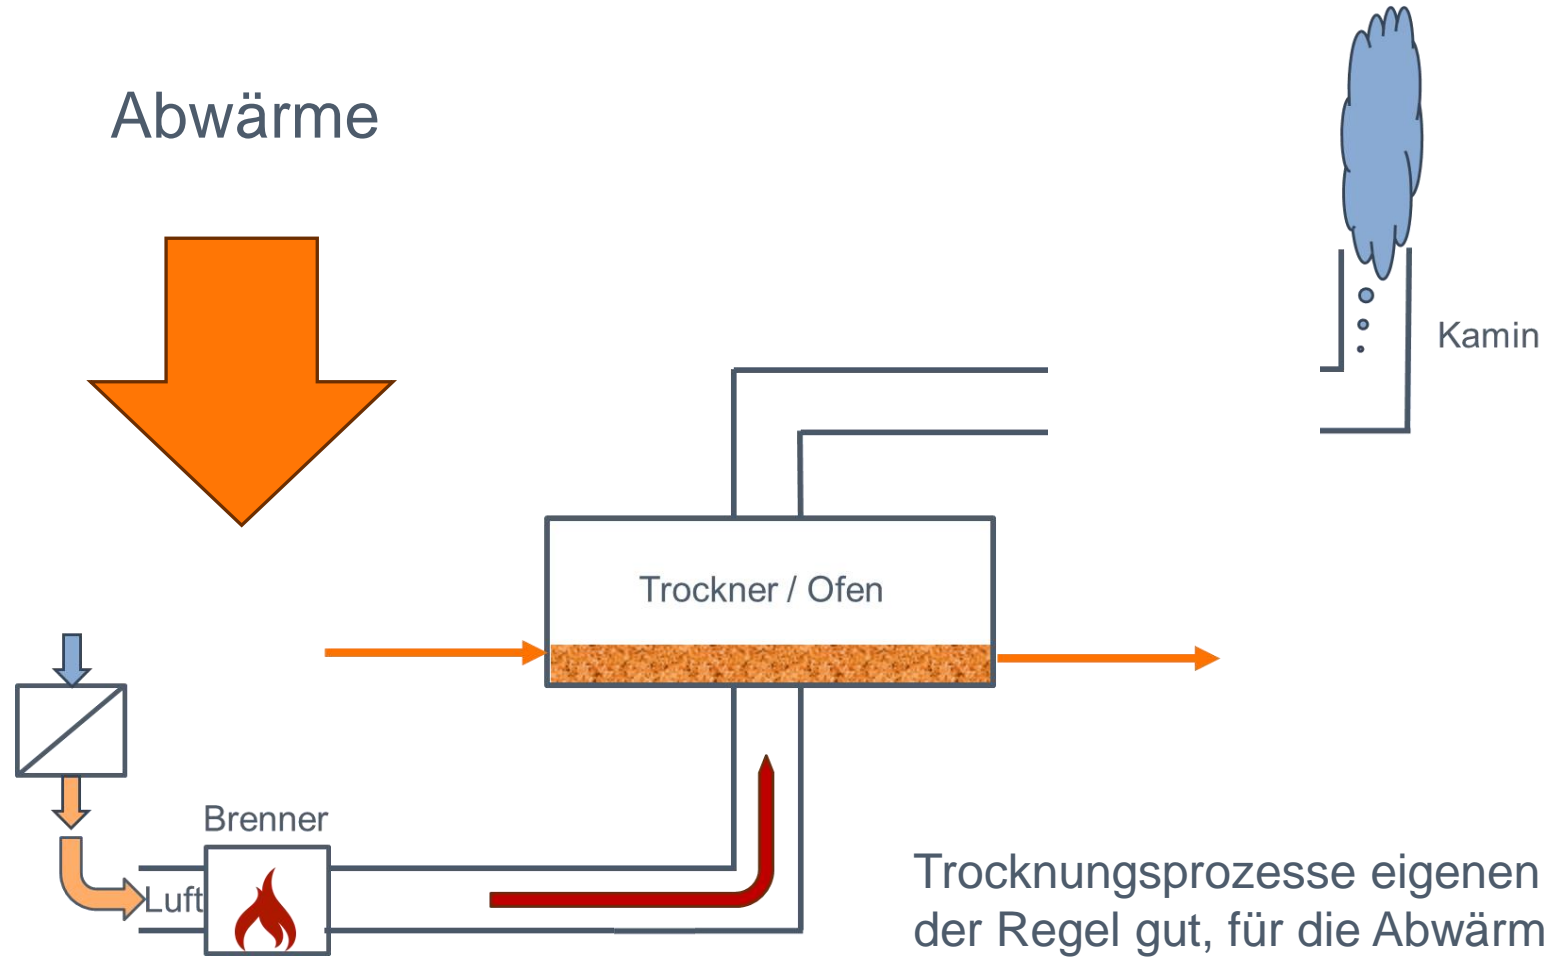 Abwärme
Kamin
Trockner / Ofen
Brenner
Luft
Trocknungsprozesse eigenen
der Regel gut, für die Abwärm